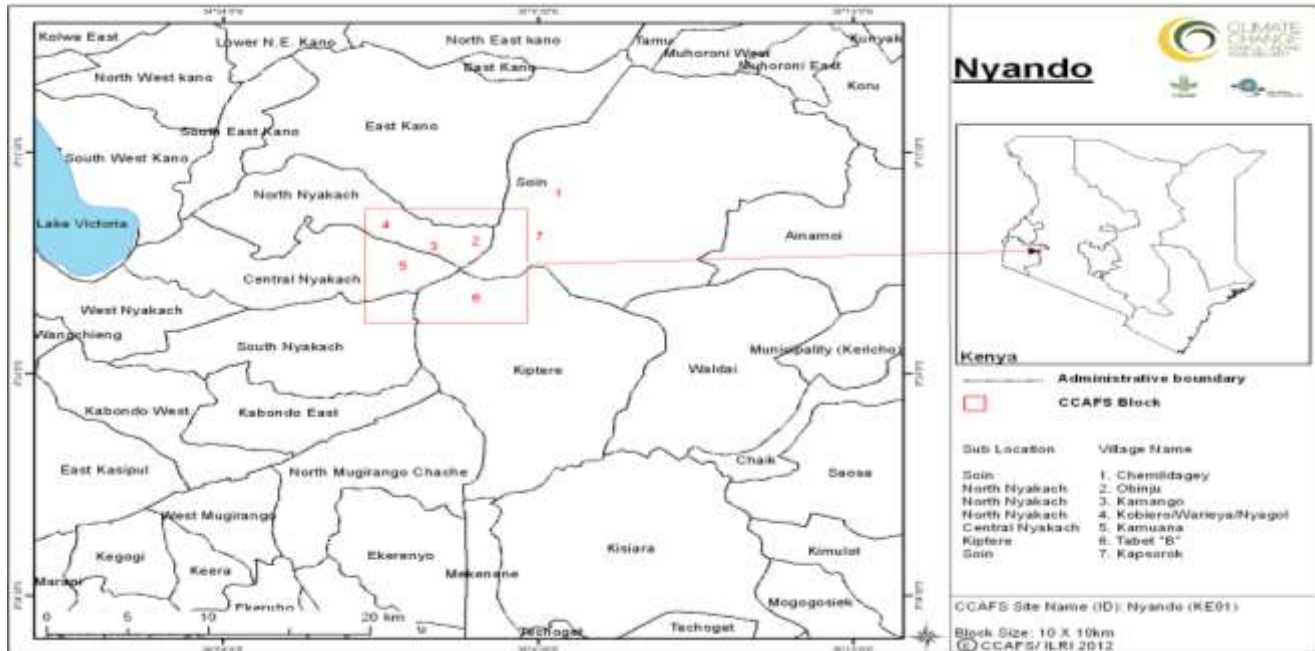 Kolwe East
Lower N.E. Kano
North East kano
Tamu
Muhoroni West
Kunyak
North West kano
East Kano
Muhoroni East
Koru
South East Kano
East Kano
South West Kano
Soin
1
North Nyakach
Lake Victoria
4
2
7
Ainamoi
3
5
Central Nyakach
6
West Nyakach
Wangchieng
South Nyakach
Municipality (Kericho)
Kiptere
Waldai
Kabondo West
Kabondo East
East Kasipul
North Mugirango Chache
Chaik
Saosa
West Mugirango
Kegogi
Keera
Ekerenyo
Kisiara
Kimulot
Marani
Mekenene
Mogogosiek
0 5 10 20 km
Techoget
Techoget
Nyando
CLIMATE
CHANGE
Kenya
Administrative boundary
CCAFS Block
Sub Location Village Name
Soin 1. Chemildagey
North Nyakach 2. Obinju
North Nyakach 3. Kamango
North Nyakach 4. Kobiero/Warieya/Nyagol
Central Nyakach 5. Kamuana
Kiptere 6. Tabet "B"
Soin 7. Kapsorok
CCAFS Site Name (ID): Nyando (KE01)
Block Size: 10 X 10km
© CCAFS/ ILRI 2012